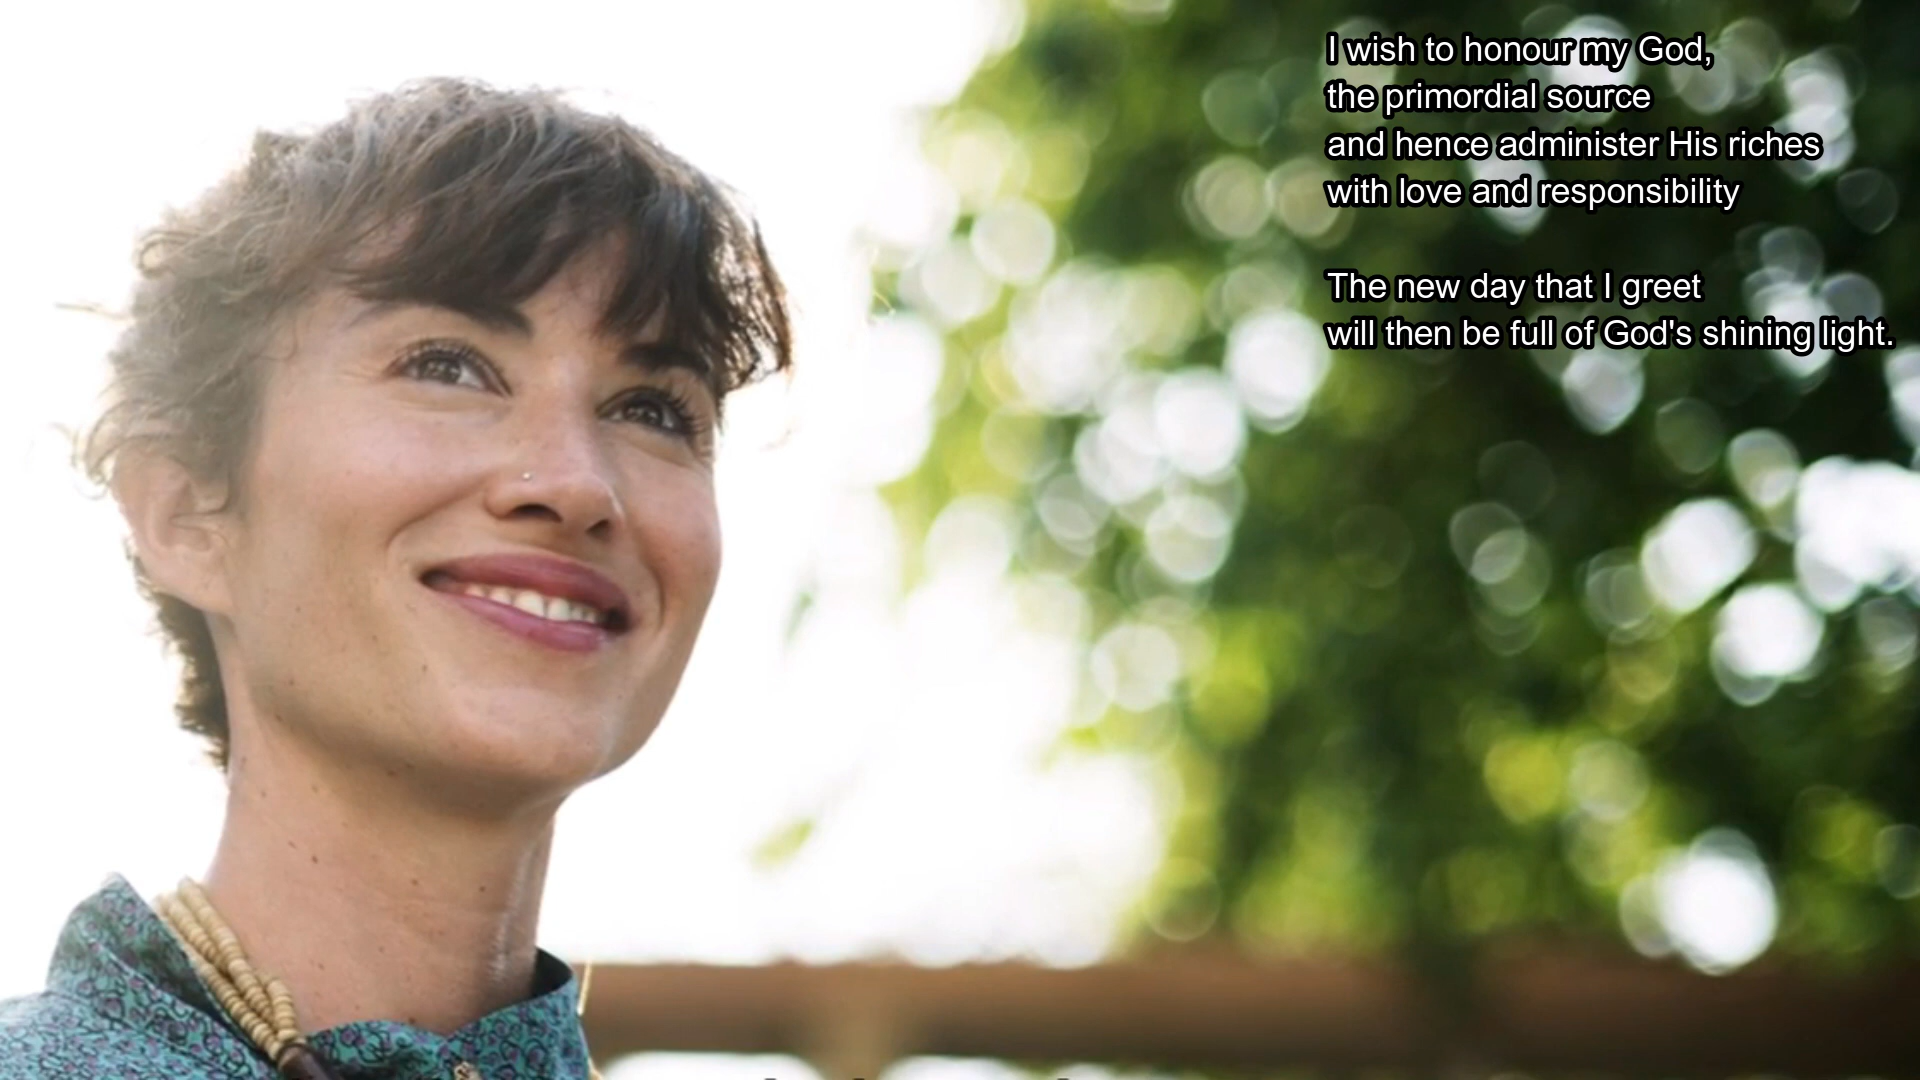 I wish to honour my God,
the primordial source
and hence administer His riches
with love and responsibility

The new day that I greet
will then be full of God's shining light.